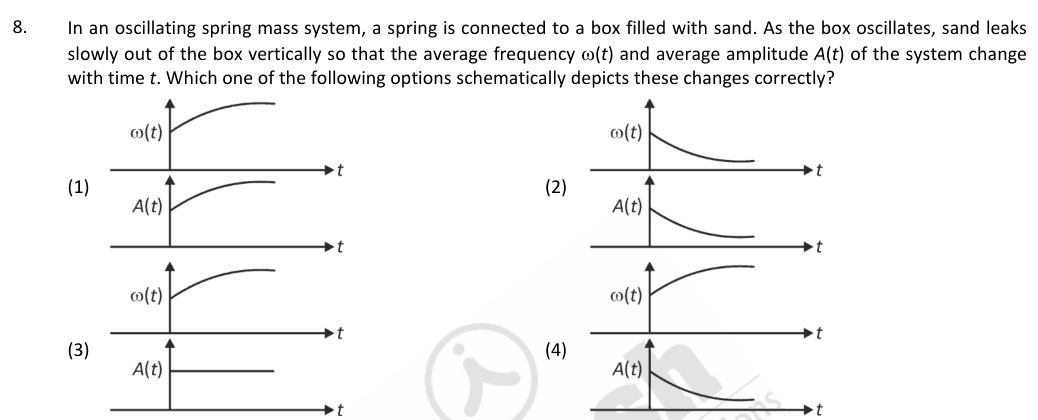 8. In an oscillating spring mass system, a spring is connected to a box filled with sand. As the box oscillates, sand leaks
slowly out of the box vertically so that the average frequency ω(t) and average amplitude A(t) of the system change
with time t. Which one of the following options schematically depicts these changes correctly?
ω(t)
t
(1)
A(t)
t
ω(t)
t
(2)
A(t)
t
ω(t)
t
(3)
A(t)
t
ω(t)
t
(4)
A(t)
t